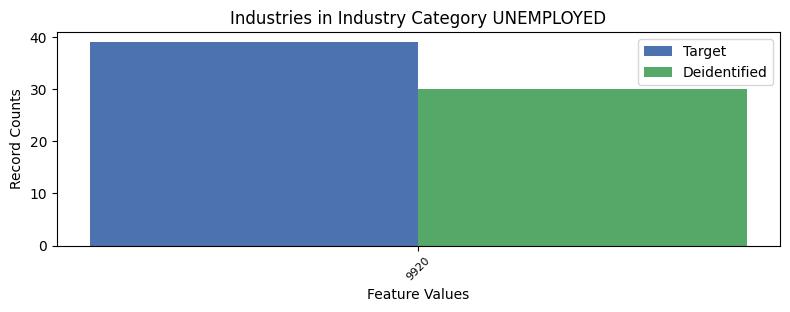 Industries in Industry Category UNEMPLOYED
Target
Deidentified
Record Counts
40
30
20
10
0
9920
Feature Values